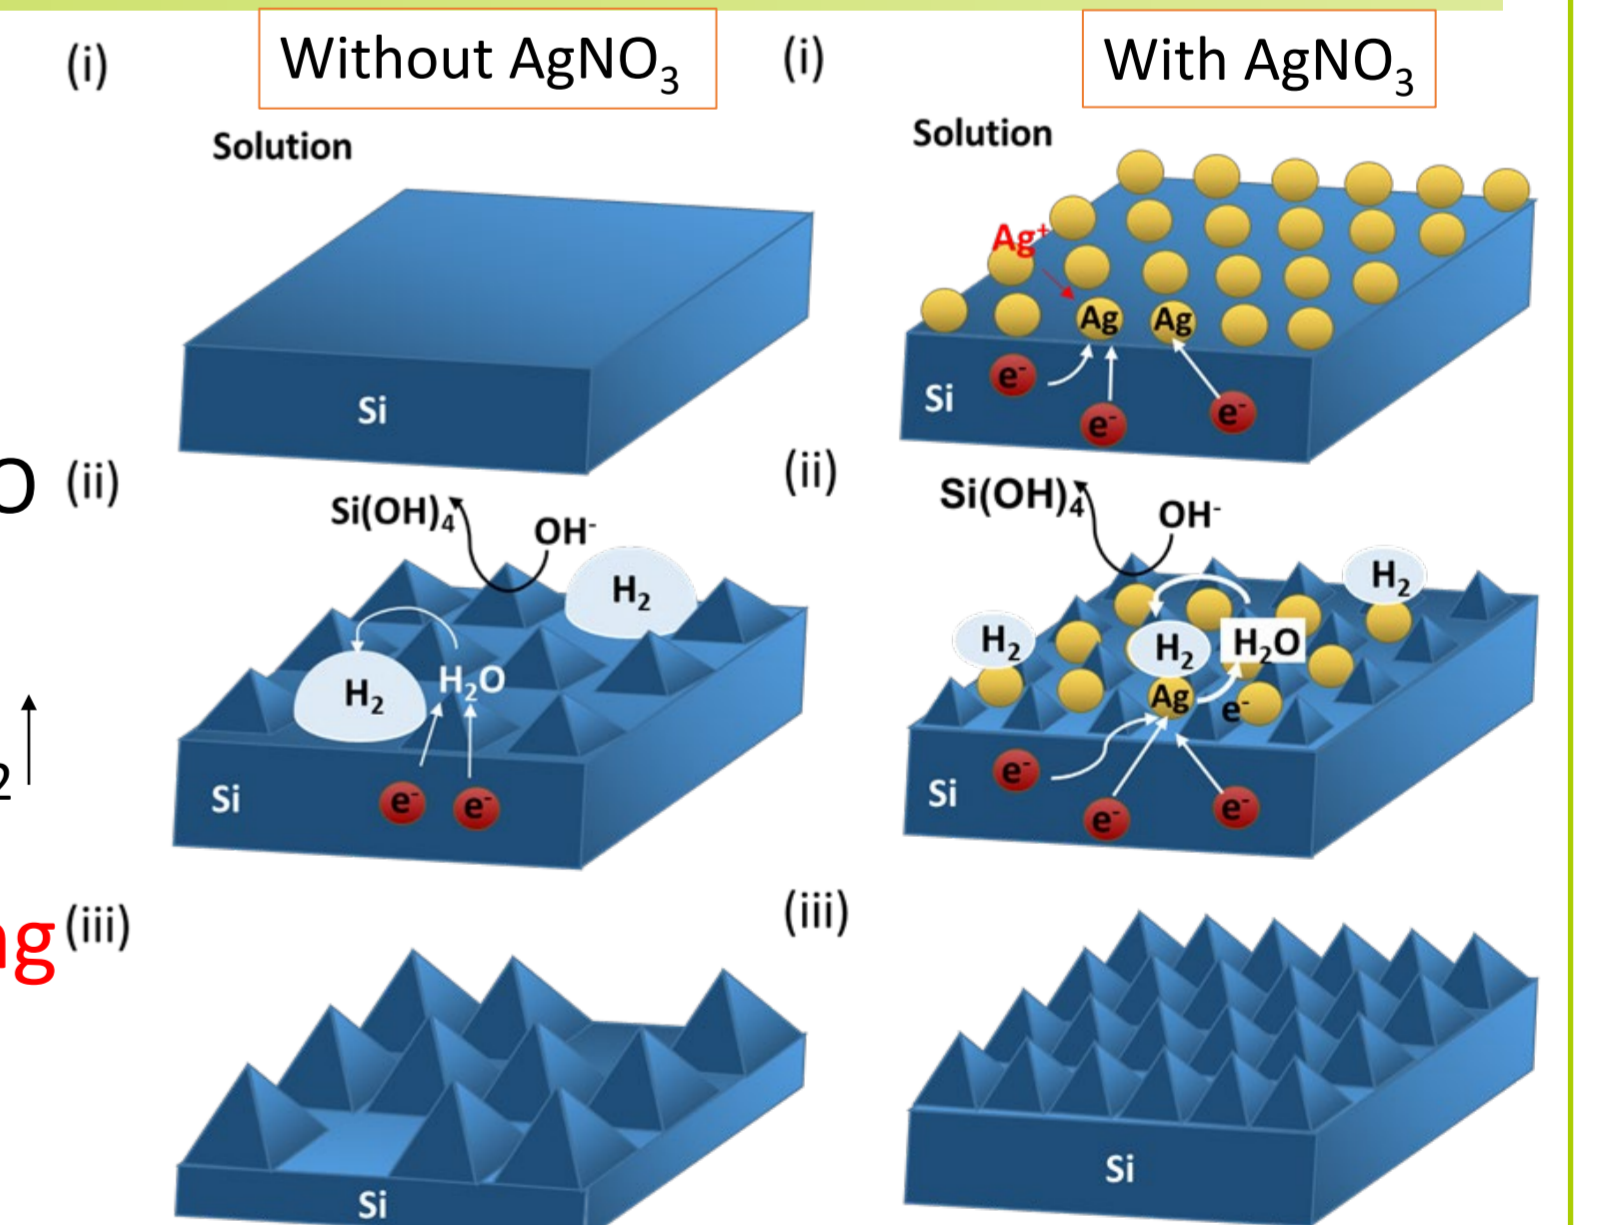 (i)
Without AgNO₃
Solution
Si
O
(ii)
Si(OH)₄
OH⁻
H₂
H₂
H₂O
Si
e⁻
e⁻
2
ng
(iii)
Si
(i)
With AgNO₃
Solution
Ag⁺
Ag
Ag
e⁻
e⁻
e⁻
Si
(ii)
Si(OH)₄
OH⁻
H₂
H₂
H₂
H₂O
Ag
e⁻
e⁻
e⁻
e⁻
Si
(iii)
Si